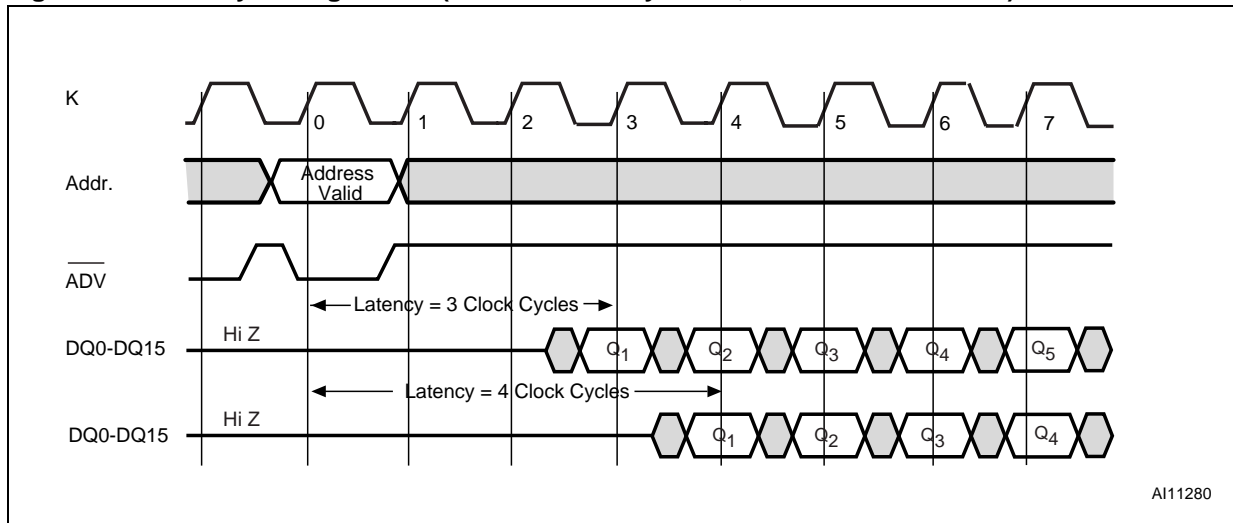 K
0 1 2 3 4 5 6 7
Addr.
Address
Valid
ADV
Latency = 3 Clock Cycles
DQ0-DQ15
Hi Z
Q1 Q2 Q3 Q4 Q5
Latency = 4 Clock Cycles
DQ0-DQ15
Hi Z
Q1 Q2 Q3 Q4
AI11280